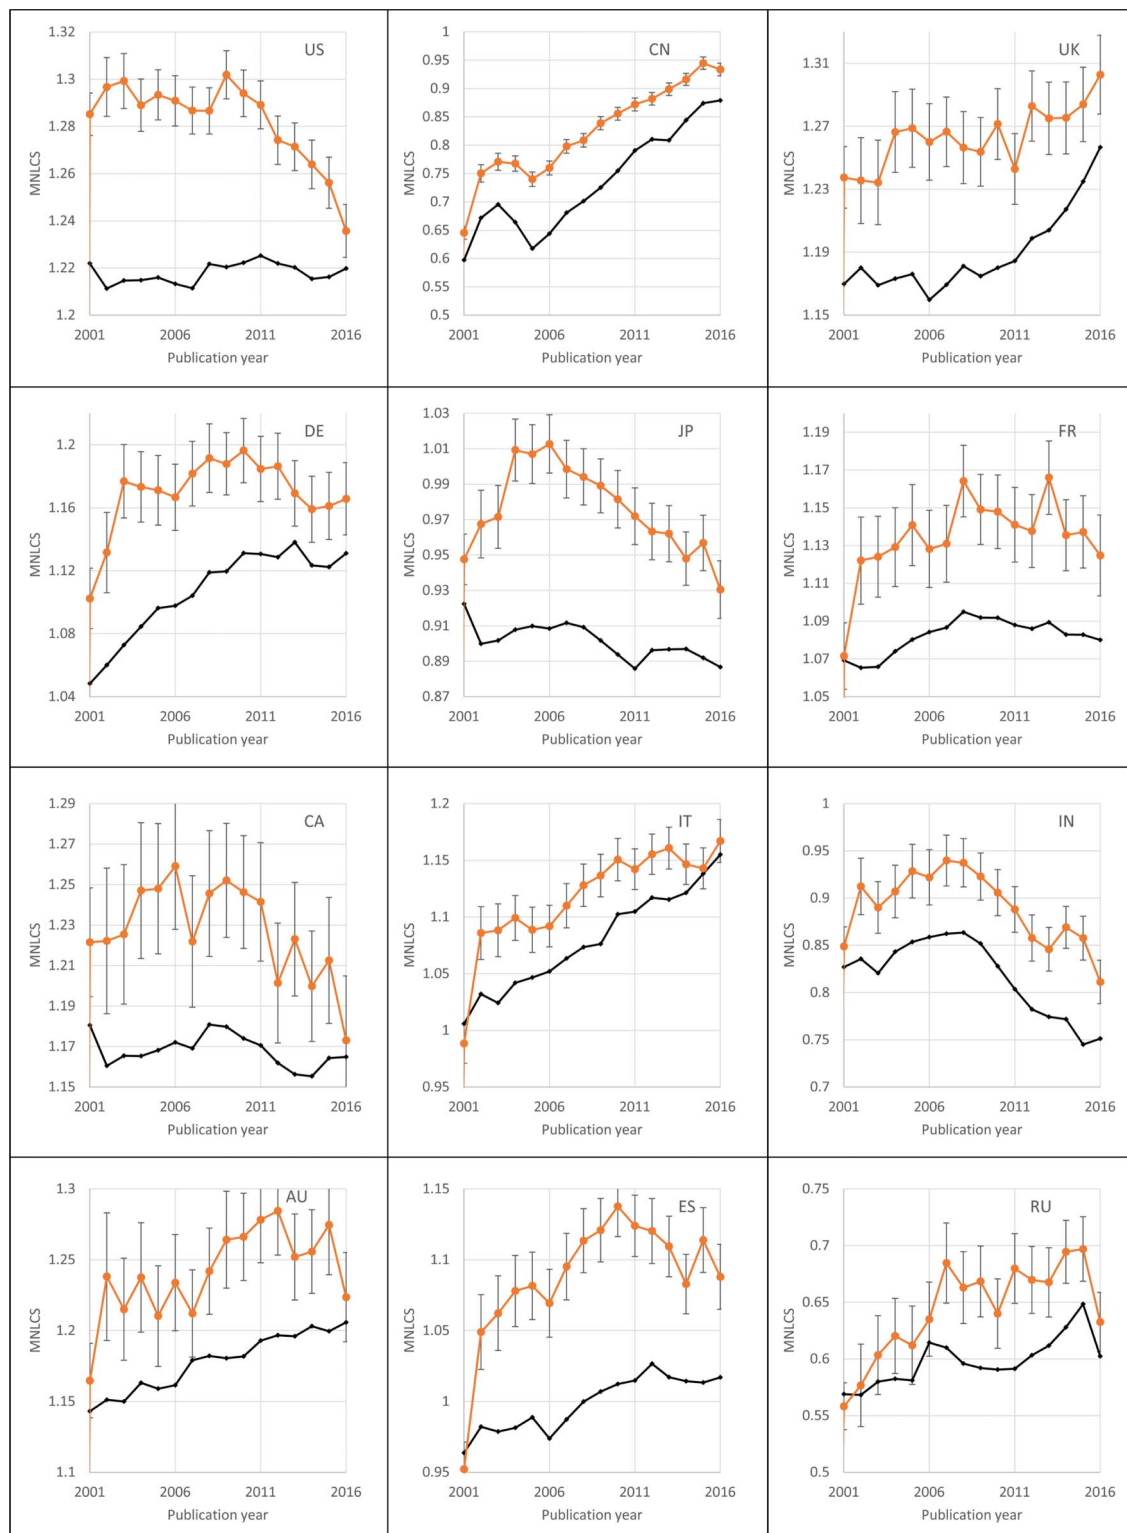 US
MNLCS
1.32
1.3
1.28
1.26
1.24
1.22
1.2
2001 2006 2011 2016
Publication year
CN
MNLCS
1
0.95
0.9
0.85
0.8
0.75
0.7
0.65
0.6
0.55
0.5
2001 2006 2011 2016
Publication year
UK
MNLCS
1.31
1.27
1.23
1.19
1.15
2001 2006 2011 2016
Publication year
DE
MNLCS
1.2
1.16
1.12
1.08
1.04
2001 2006 2011 2016
Publication year
JP
MNLCS
1.03
1.01
0.99
0.97
0.95
0.93
0.91
0.89
0.87
2001 2006 2011 2016
Publication year
FR
MNLCS
1.19
1.17
1.15
1.13
1.11
1.09
1.07
1.05
2001 2006 2011 2016
Publication year
CA
MNLCS
1.29
1.27
1.25
1.23
1.21
1.19
1.17
1.15
2001 2006 2011 2016
Publication year
IT
MNLCS
1.2
1.15
1.1
1.05
1
0.95
2001 2006 2011 2016
Publication year
IN
MNLCS
1
0.95
0.9
0.85
0.8
0.75
0.7
2001 2006 2011 2016
Publication year
AU
MNLCS
1.3
1.25
1.2
1.15
1.1
2001 2006 2011 2016
Publication year
ES
MNLCS
1.15
1.1
1.05
1
0.95
2001 2006 2011 2016
Publication year
RU
MNLCS
0.75
0.7
0.65
0.6
0.55
0.5
2001 2006 2011 2016
Publication year